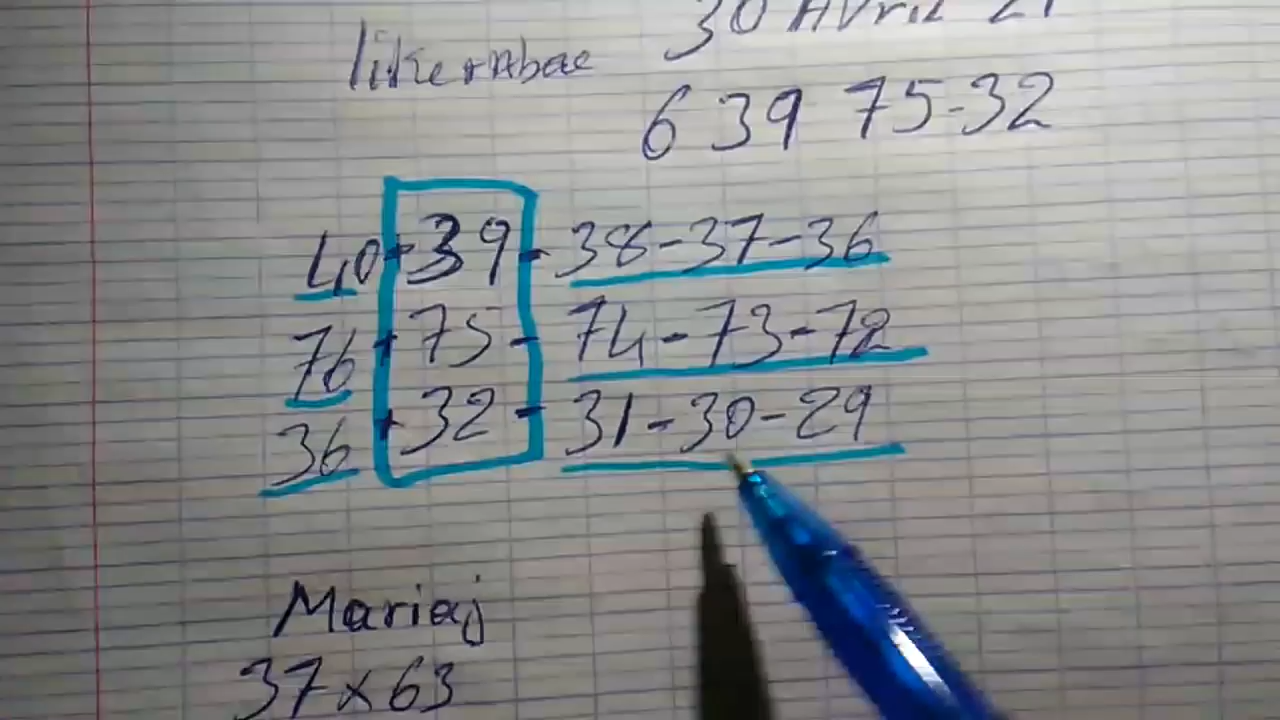 30 Avril 21
6 39 75-32
40+39-38-37-36
76+75-74-73-72
36+32-31-30-29
Mariaj
37x63